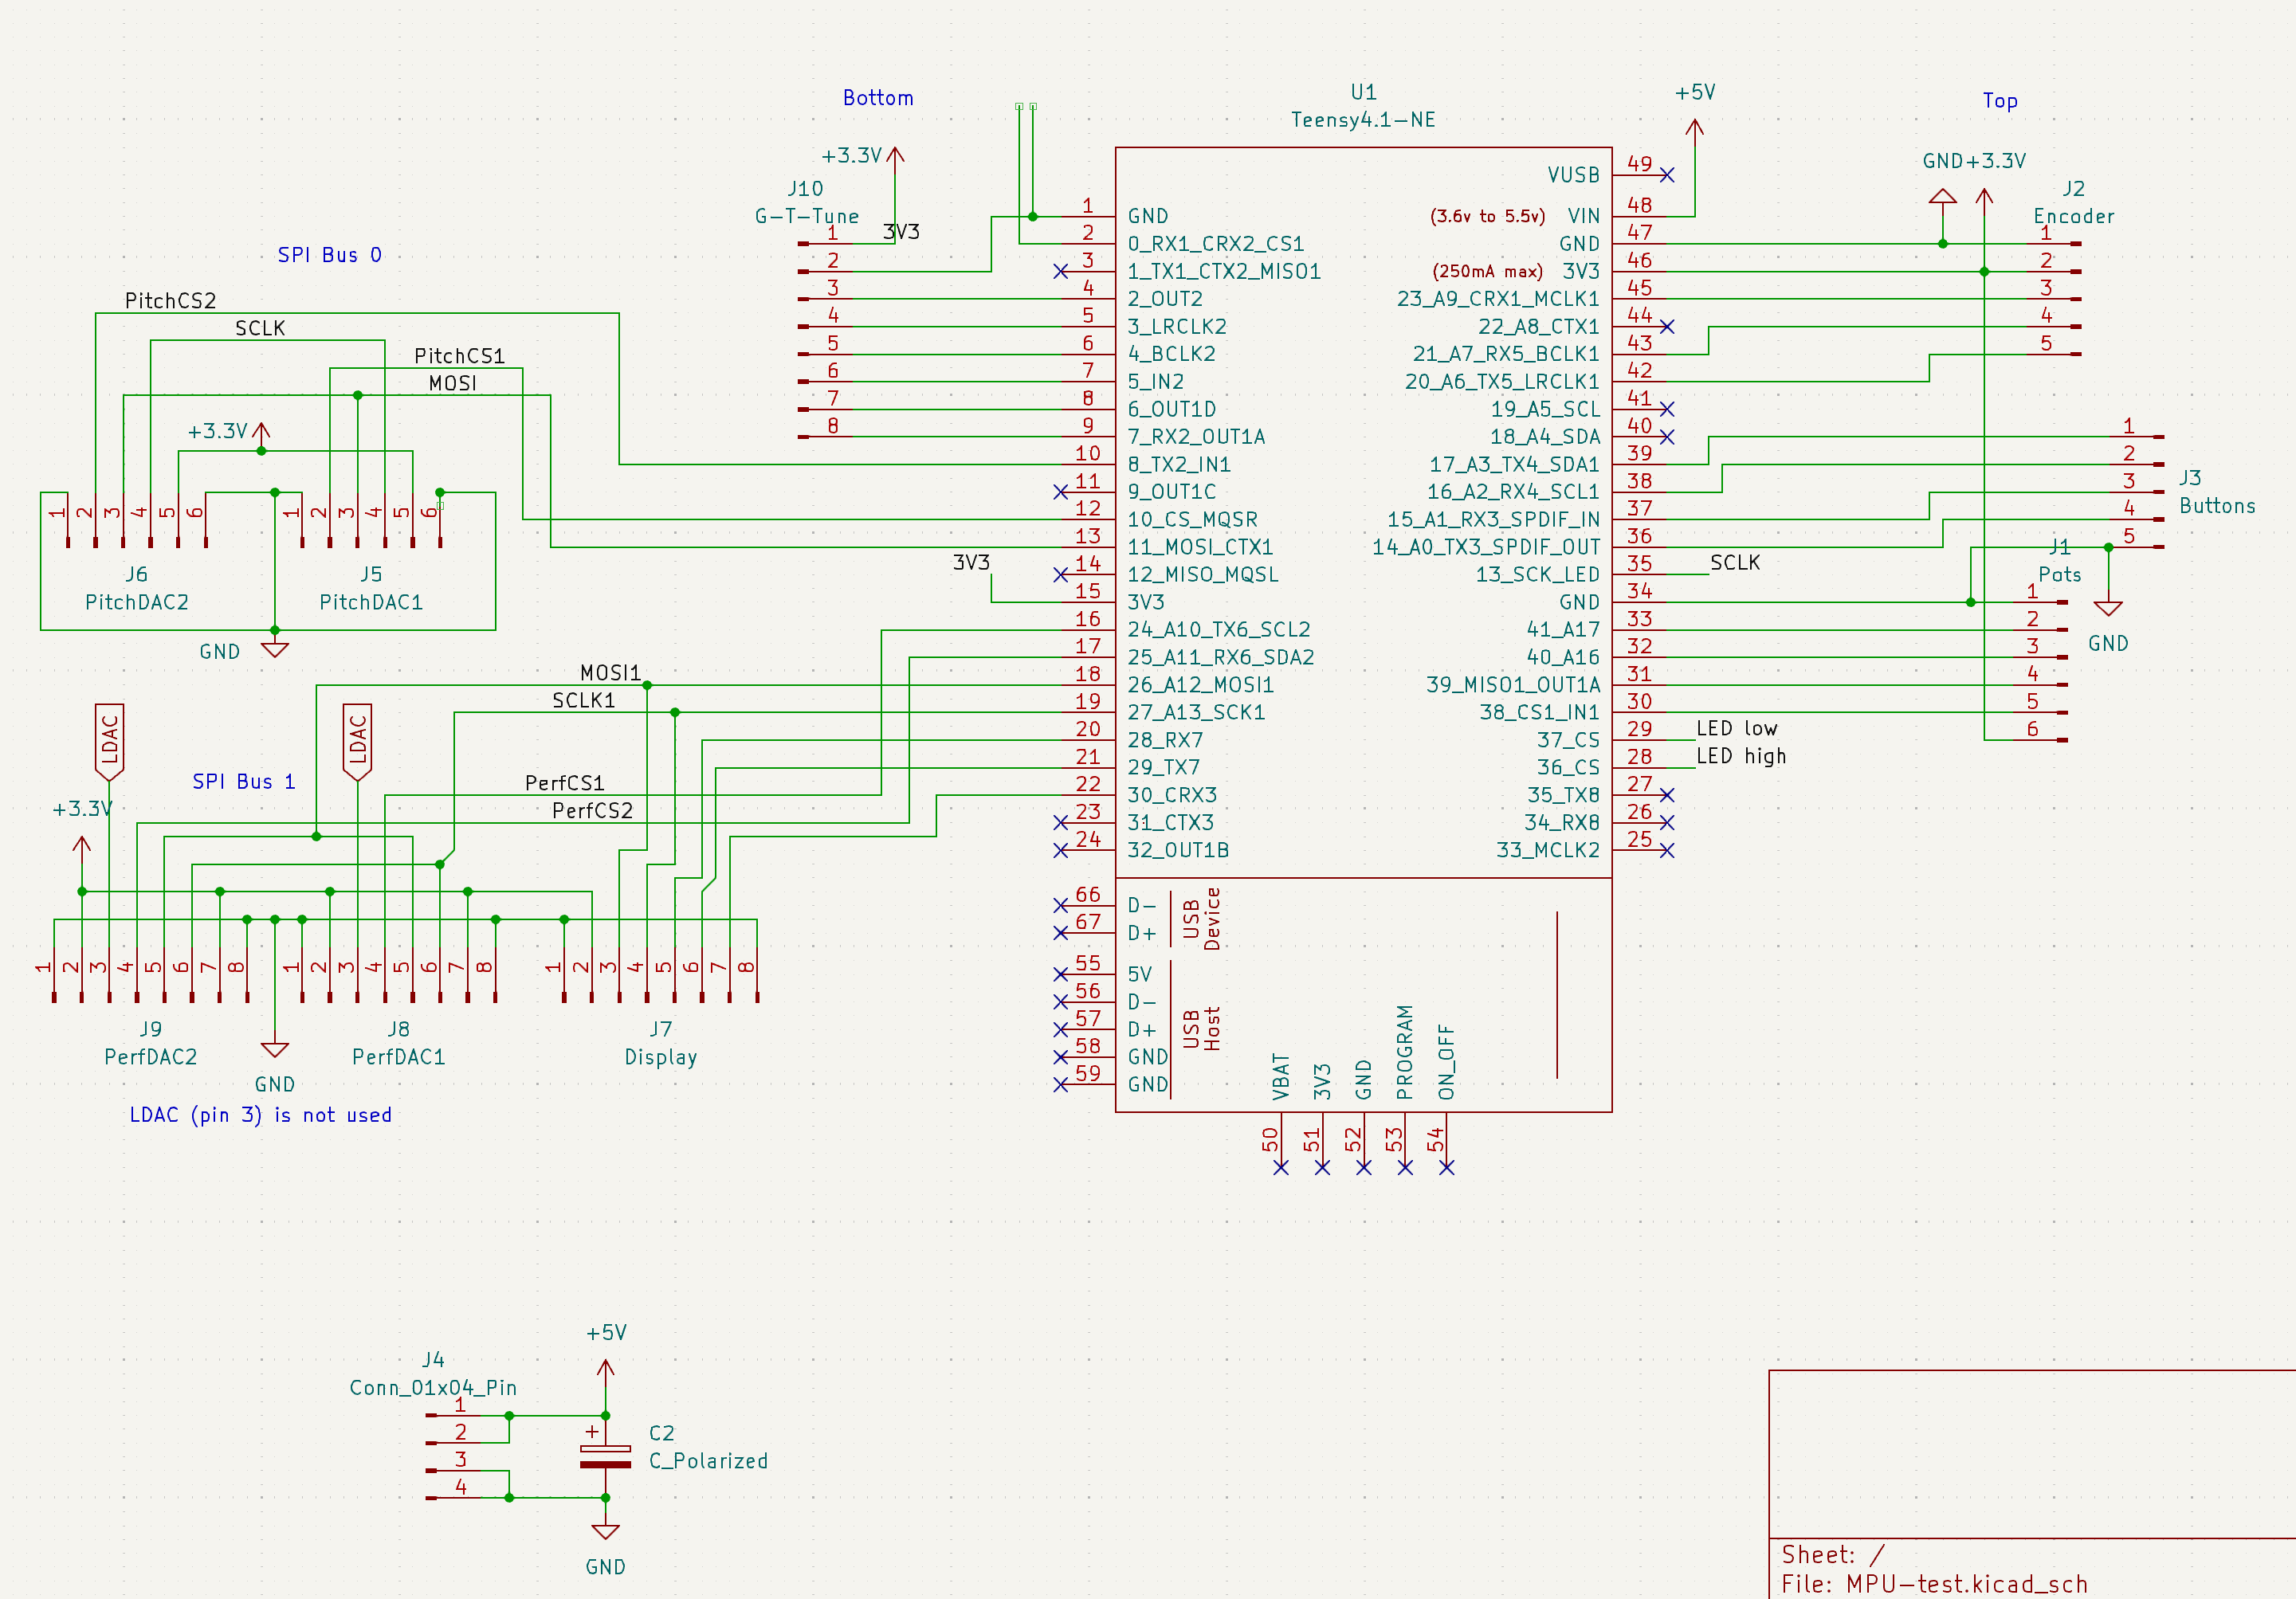 Bottom
U1
Teensy4.1-NE
+5V
Top
+3.3V
J10
G-T-Tune
3V3
1
2
3
4
5
6
7
8
GND
+3.3V
J2
Encoder
1
2
3
4
5
SPI Bus 0
PitchCS2
SCLK
PitchCS1
MOSI
+3.3V
1
2
3
4
5
6
J6
PitchDAC2
1
2
3
4
5
6
J5
PitchDAC1
GND
1 GND
2 0_RX1_CRX2_CS1
3 1_TX1_CTX2_MISO1
4 2_OUT2
5 3_LRCLK2
6 4_BCLK2
7 5_IN2
8 6_OUT1D
9 7_RX2_OUT1A
10 8_TX2_IN1
11 9_OUT1C
12 10_CS_MQSR
13 11_MOSI_CTX1
14 12_MISO_MQSL
3V3
15 3V3
16 24_A10_TX6_SCL2
17 25_A11_RX6_SDA2
18 26_A12_MOSI1
19 27_A13_SCK1
20 28_RX7
21 29_TX7
22 30_CRX3
23 31_CTX3
24 32_OUT1B
66 D-
67 D+
USB
Device
55 5V
56 D-
57 D+
58 GND
59 GND
USB
Host
VUSB 49
(3.6v to 5.5v) VIN 48
GND 47
(250mA max) 3V3 46
23_A9_CRX1_MCLK1 45
22_A8_CTX1 44
21_A7_RX5_BCLK1 43
20_A6_TX5_LRCLK1 42
19_A5_SCL 41
18_A4_SDA 40
17_A3_TX4_SDA1 39
16_A2_RX4_SCL1 38
15_A1_RX3_SPDIF_IN 37
14_A0_TX3_SPDIF_OUT 36
13_SCK_LED 35
SCLK
GND 34
41_A17 33
40_A16 32
39_MISO1_OUT1A 31
38_CS1_IN1 30
37_CS 29
LED low
36_CS 28
LED high
35_TX8 27
34_RX8 26
33_MCLK2 25
VBAT
3V3
GND
PROGRAM
ON_OFF
50
51
52
53
54
1
2
3
4
5
J3
Buttons
J1
Pots
1
2
3
4
5
6
GND
MOSI1
SCLK1
LDAC
LDAC
SPI Bus 1
+3.3V
PerfCS1
PerfCS2
1
2
3
4
5
6
7
8
J9
PerfDAC2
1
2
3
4
5
6
7
8
J8
PerfDAC1
1
2
3
4
5
6
7
8
J7
Display
GND
LDAC (pin 3) is not used
+5V
J4
Conn_01x04_Pin
1
2
3
4
+
C2
C_Polarized
GND
Sheet: /
File: MPU-test.kicad_sch